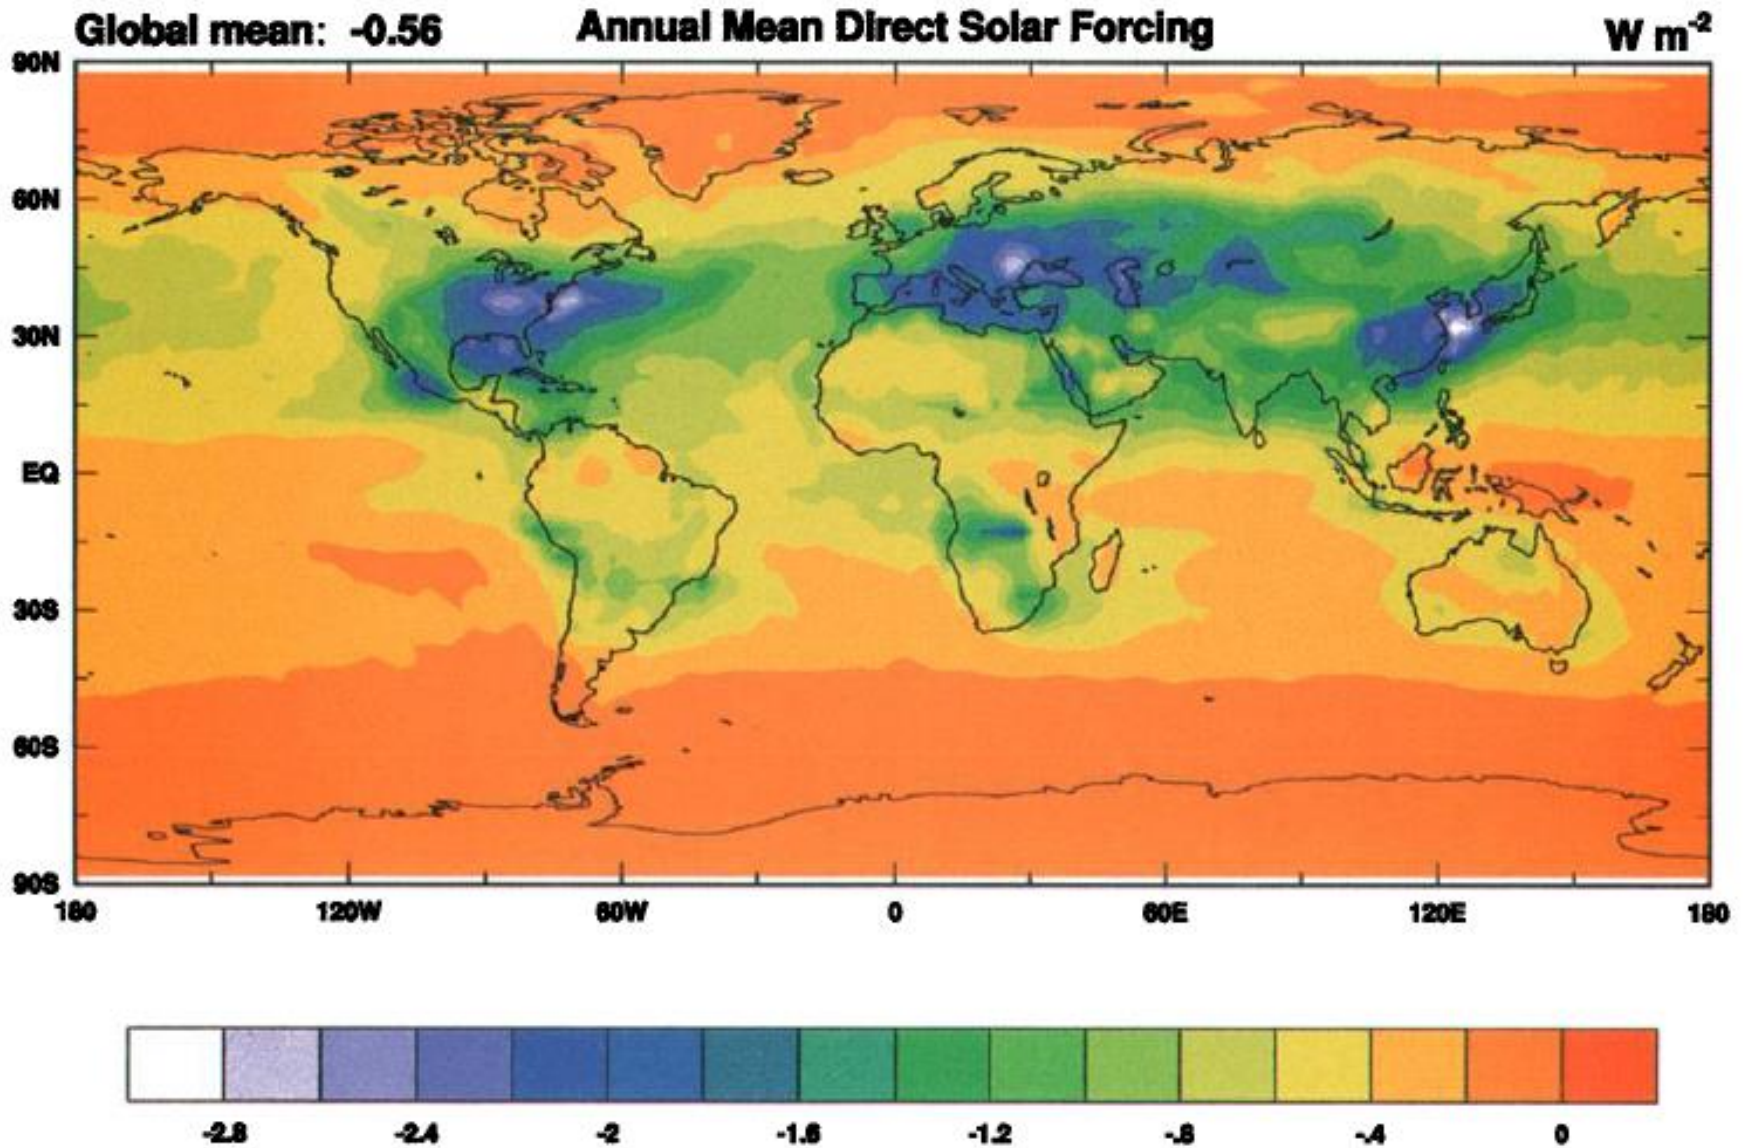 Global mean: -0.56 Annual Mean Direct Solar Forcing W m-2
90N
60N
30N
EQ
30S
60S
90S
180 120W 60W 0 60E 120E 180
-2.8 -2.4 -2 -1.6 -1.2 -.8 -.4 0